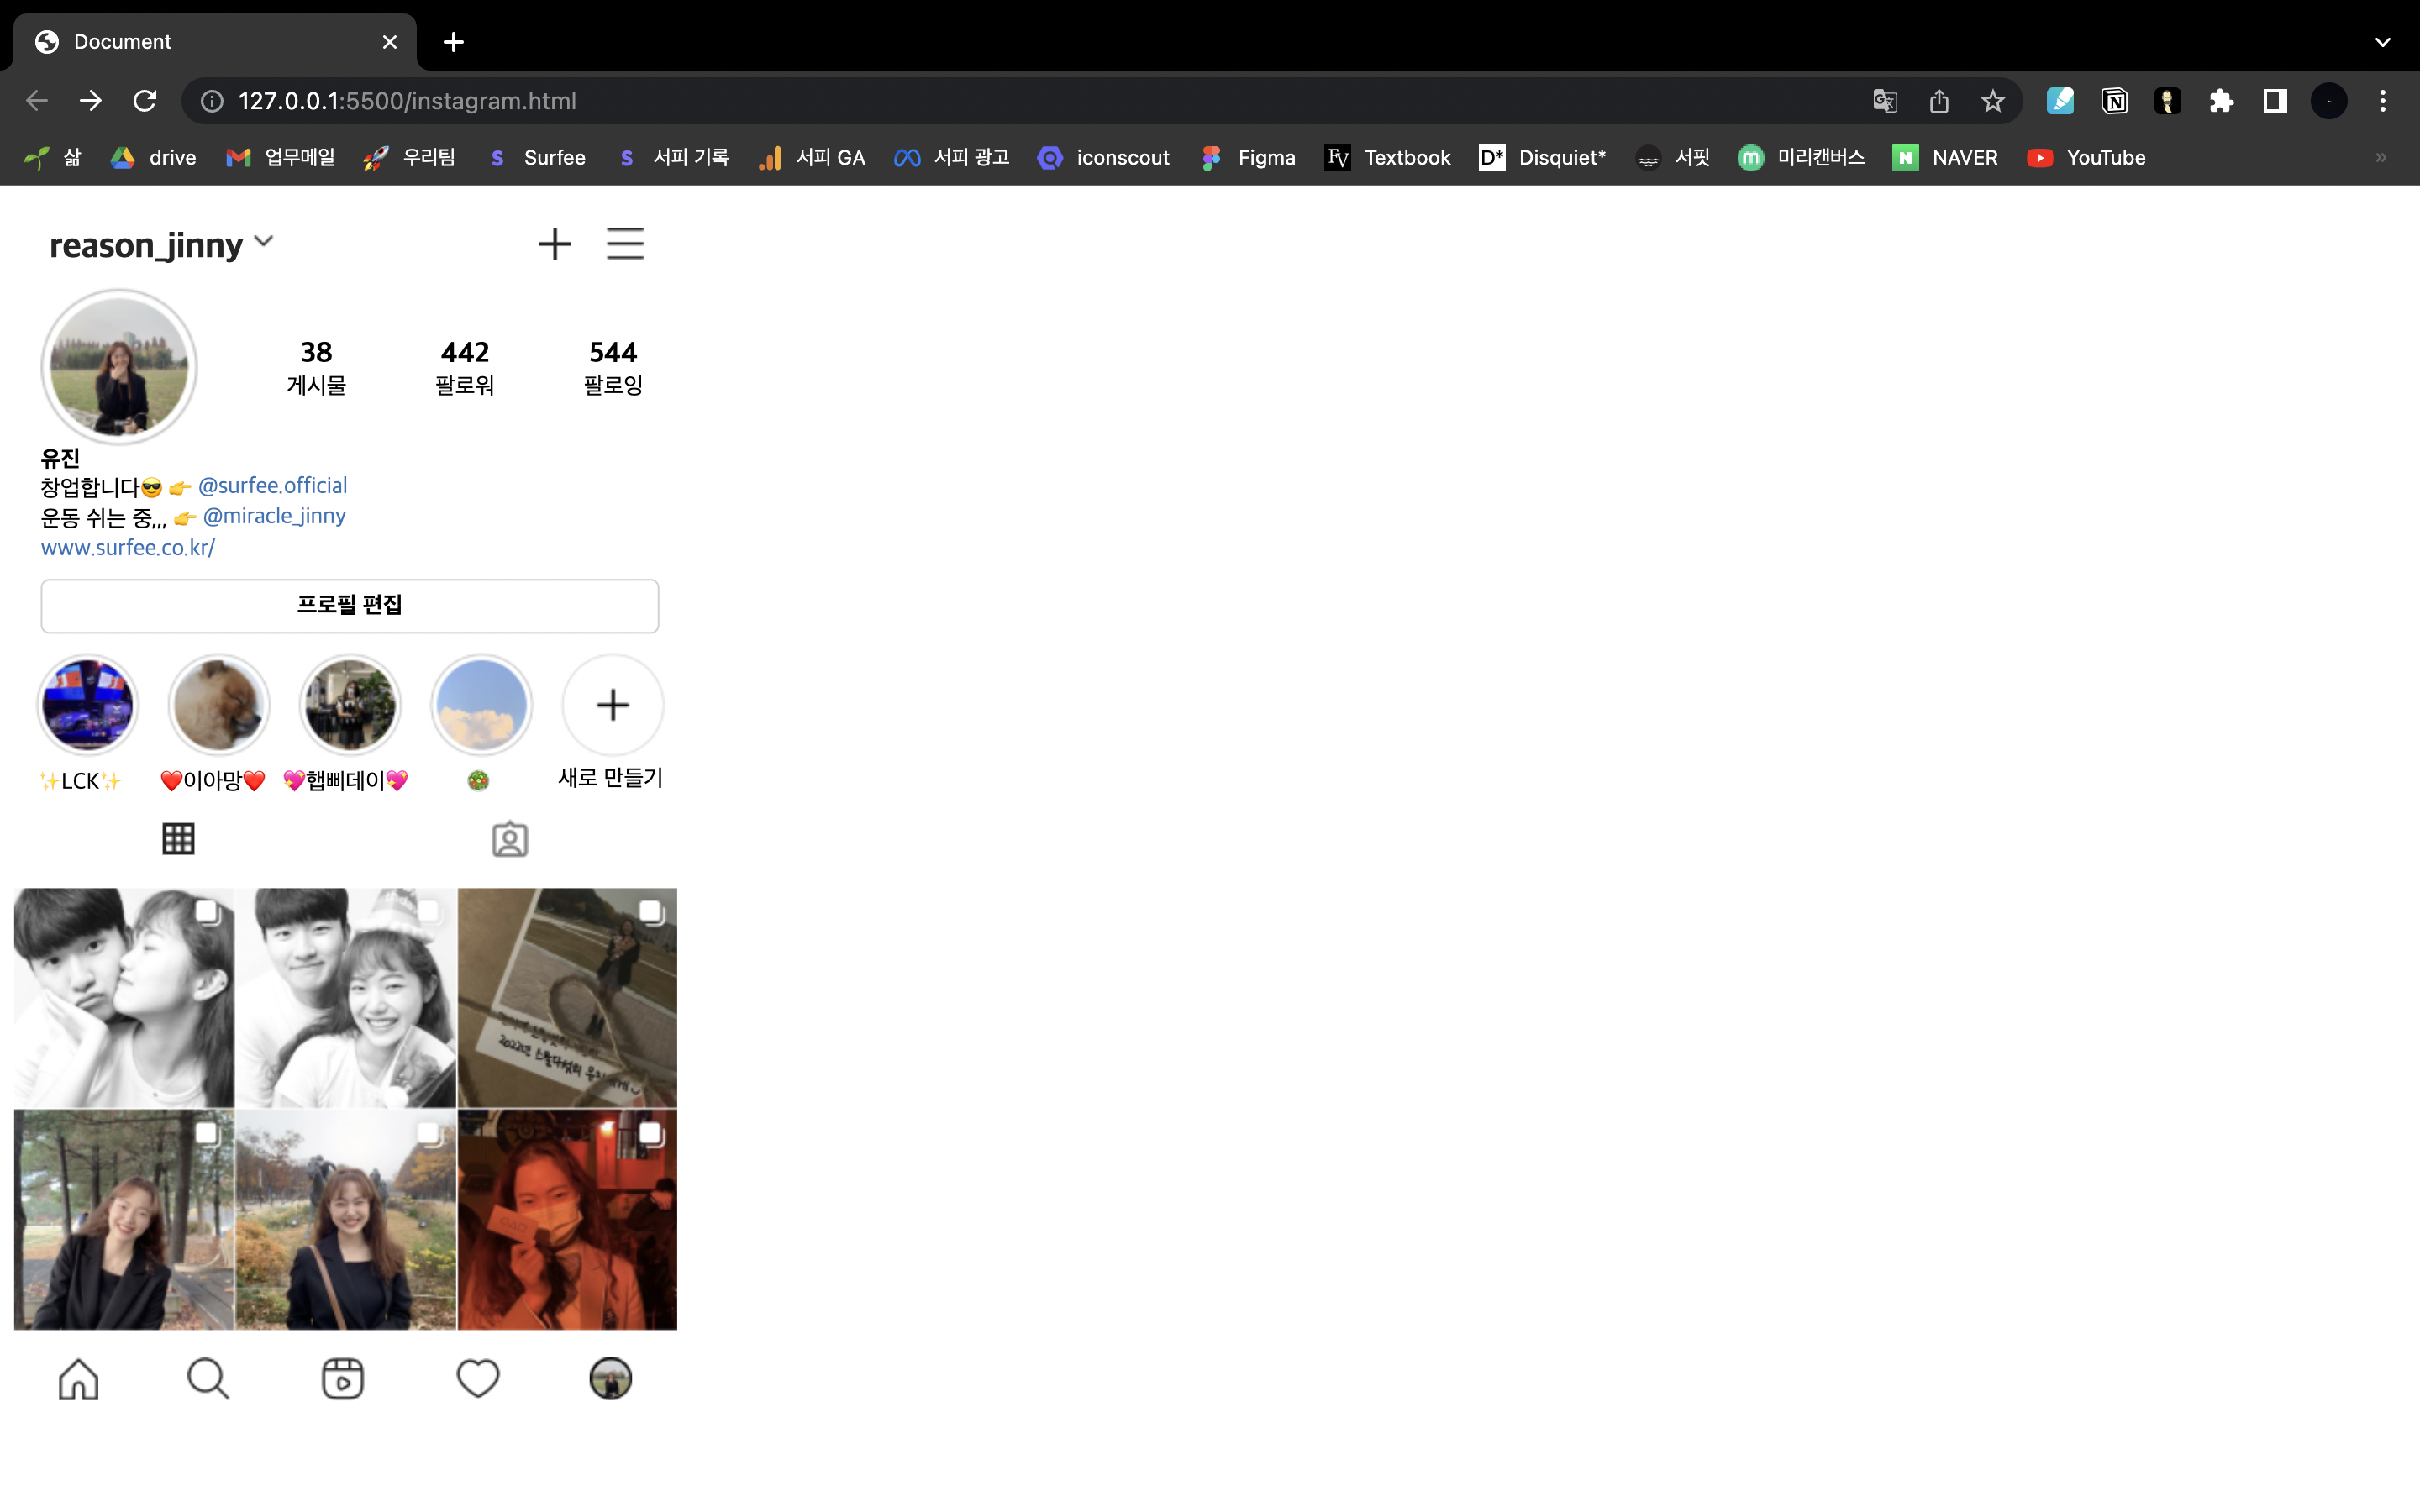 Document
127.0.0.1:5500/instagram.html
삶 drive 업무메일 우리팀 Surfee 서피 기록 서피 GA 서피 광고 iconscout Figma Textbook Disquiet* 서핏 미리캔버스 NAVER YouTube
reason_jinny
38 442 544
게시물 팔로워 팔로잉
유진
창업합니다😎 👉 @surfee.official
운동 쉬는 중,,, 👉 @miracle_jinny
www.surfee.co.kr/
프로필 편집
✨LCK✨ ❤️이아망❤️ 💖햅삐데이💖 🥗 새로 만들기
2022년 스물다섯의